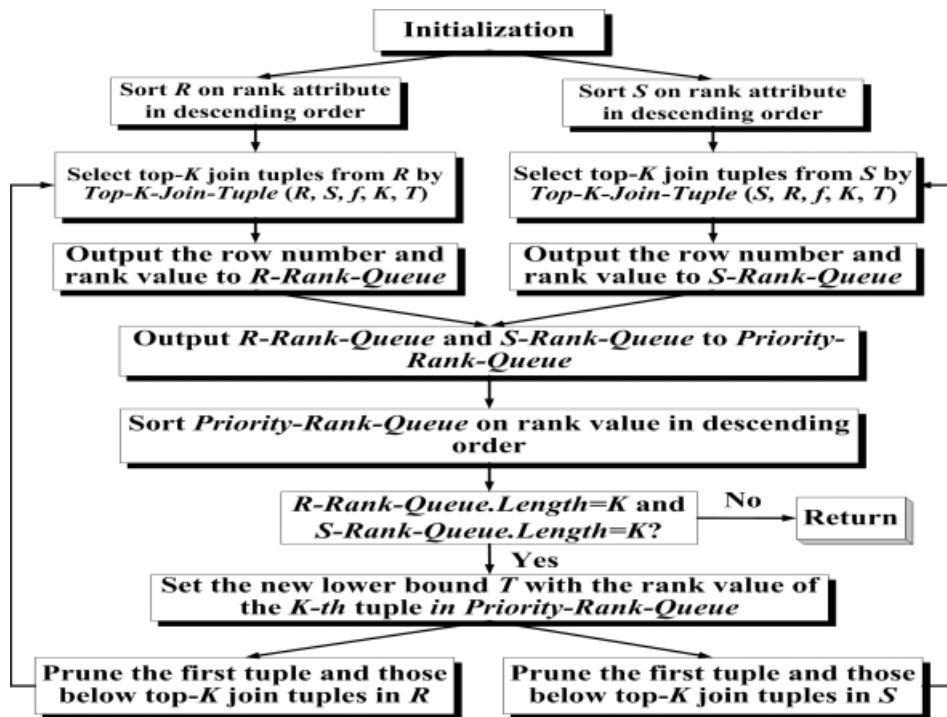 Initialization
Sort R on rank attribute
in descending order
Sort S on rank attribute
in descending order
Select top-K join tuples from R by
Top-K-Join-Tuple (R, S, f, K, T)
Select top-K join tuples from S by
Top-K-Join-Tuple (S, R, f, K, T)
Output the row number and
rank value to R-Rank-Queue
Output the row number and
rank value to S-Rank-Queue
Output R-Rank-Queue and S-Rank-Queue to Priority-
Rank-Queue
Sort Priority-Rank-Queue on rank value in descending
order
R-Rank-Queue.Length=K and
S-Rank-Queue.Length=K?
No
Return
Yes
Set the new lower bound T with the rank value of
the K-th tuple in Priority-Rank-Queue
Prune the first tuple and those
below top-K join tuples in R
Prune the first tuple and those
below top-K join tuples in S